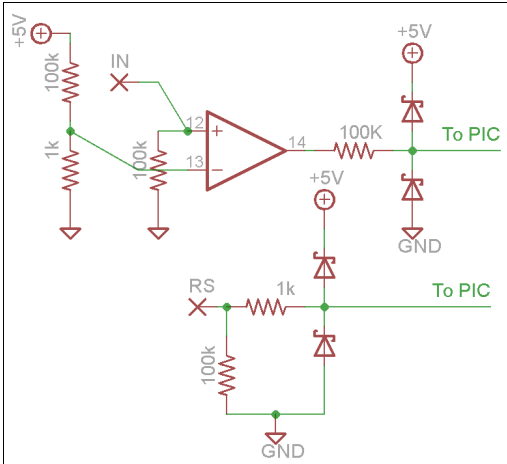 +5V
100k
IN
+5V
12
+
14
100K
To PIC
1k
100k
13
−
+5V
GND
RS
1k
To PIC
100k
GND